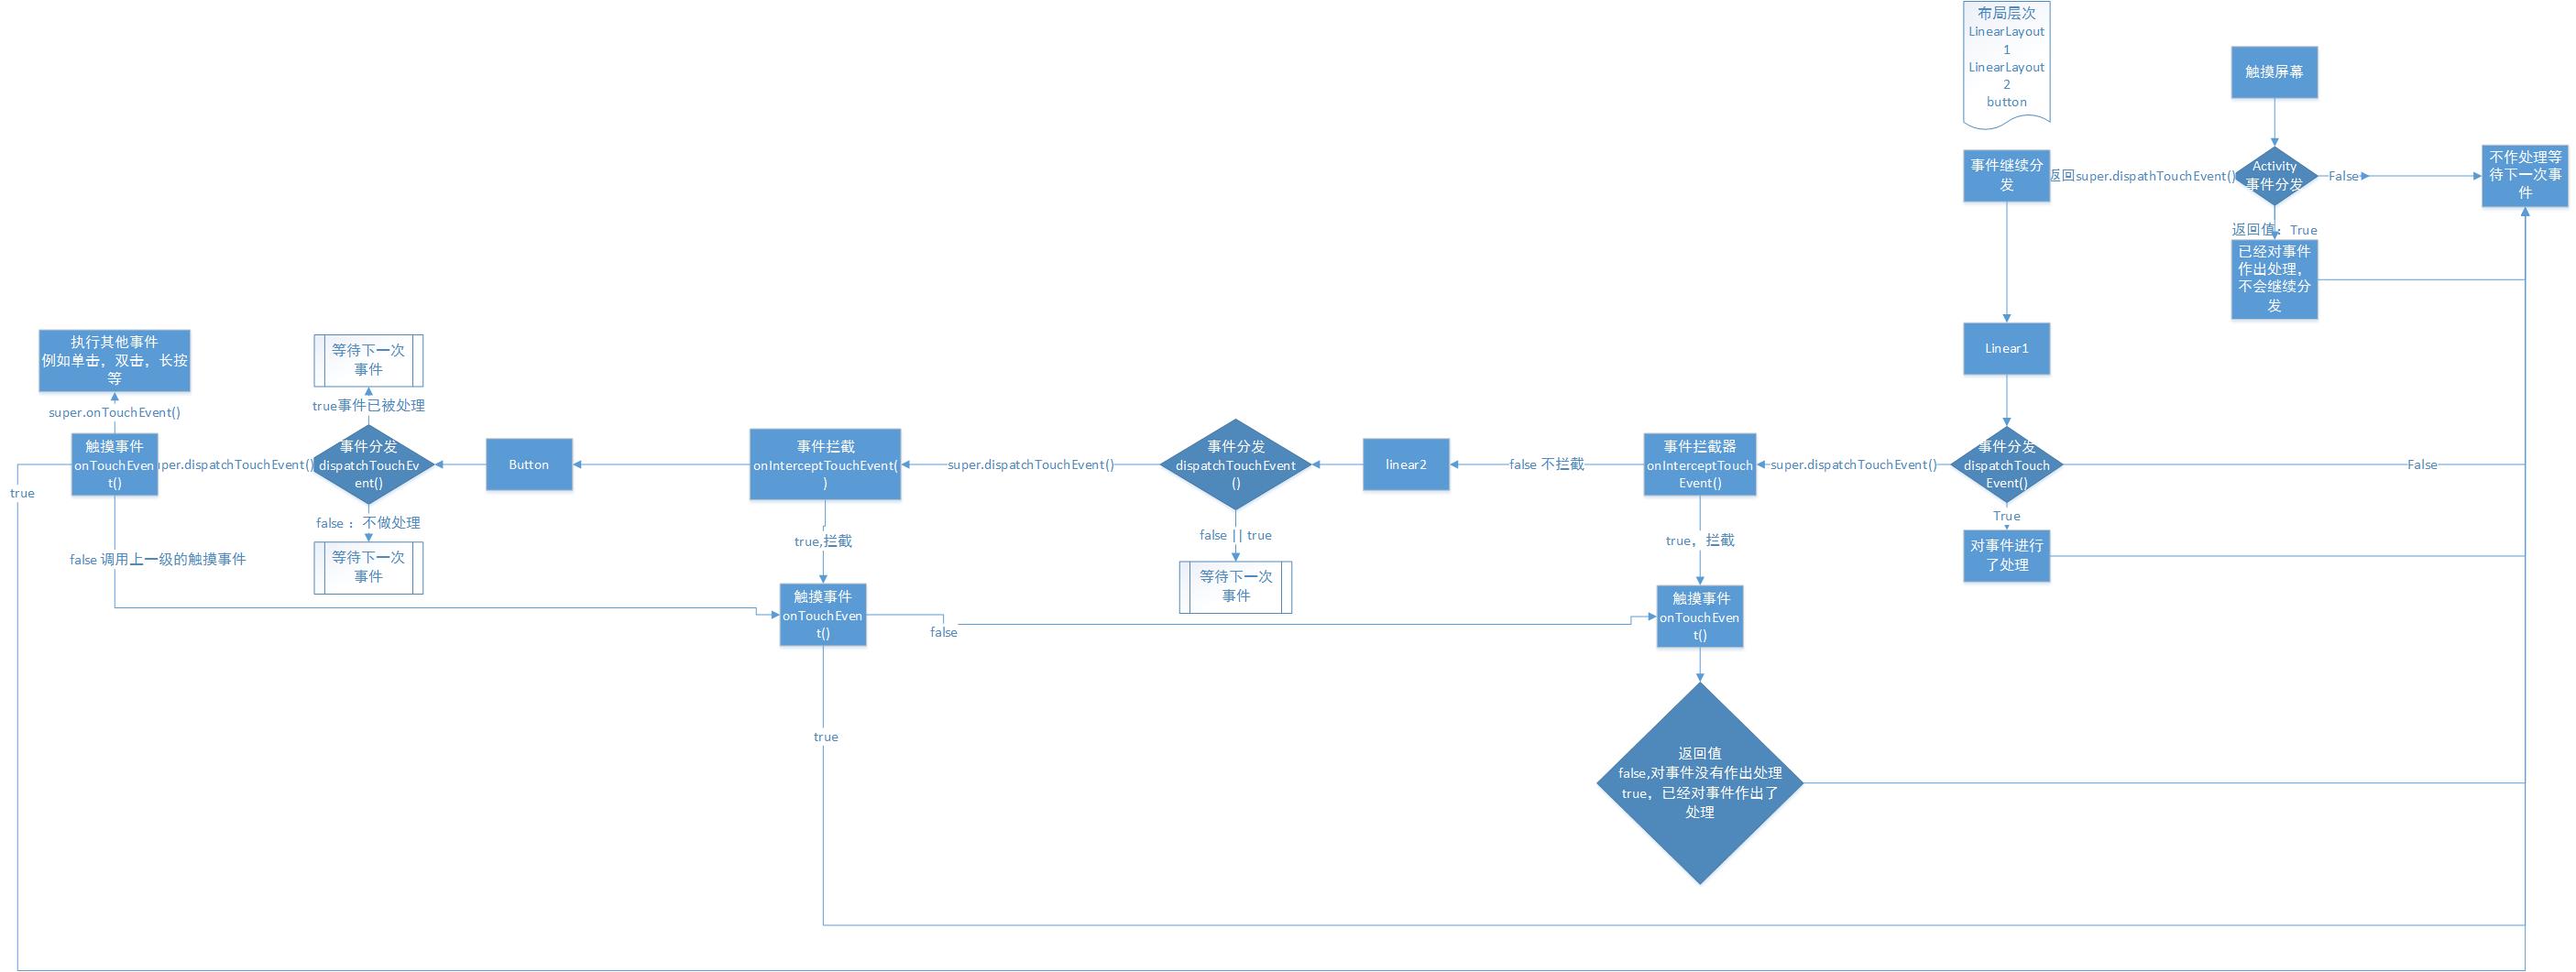 布局层次
LinearLayout
1
LinearLayout
2
button
触摸屏幕
事件继续分
发
返回super.dispathTouchEvent()
Activity
事件分发
False
不作处理等
待下一次事
件
返回值：True
已经对事件
作出处理，
不会继续分
发
Linear1
执行其他事件
例如单击，双击，长按
等
super.onTouchEvent()
等待下一次
事件
true事件已被处理
触摸事件
onTouchEven
t()
uper.dispatchTouchEvent()
事件分发
dispatchTouchEv
ent()
Button
事件拦截
onInterceptTouchEvent(
)
super.dispatchTouchEvent()
事件分发
dispatchTouchEvent
()
linear2
false 不拦截
事件拦截器
onInterceptTouch
Event()
super.dispatchTouchEvent()
事件分发
dispatchTouch
Event()
False
true
false： 不做处理
等待下一次
事件
false 调用上一级的触摸事件
true,拦截
false || true
等待下一次
事件
true，拦截
True
对事件进行
了处理
触摸事件
onTouchEven
t()
false
触摸事件
onTouchEven
t()
true
返回值
false,对事件没有作出处理
true，已经对事件作出了
处理